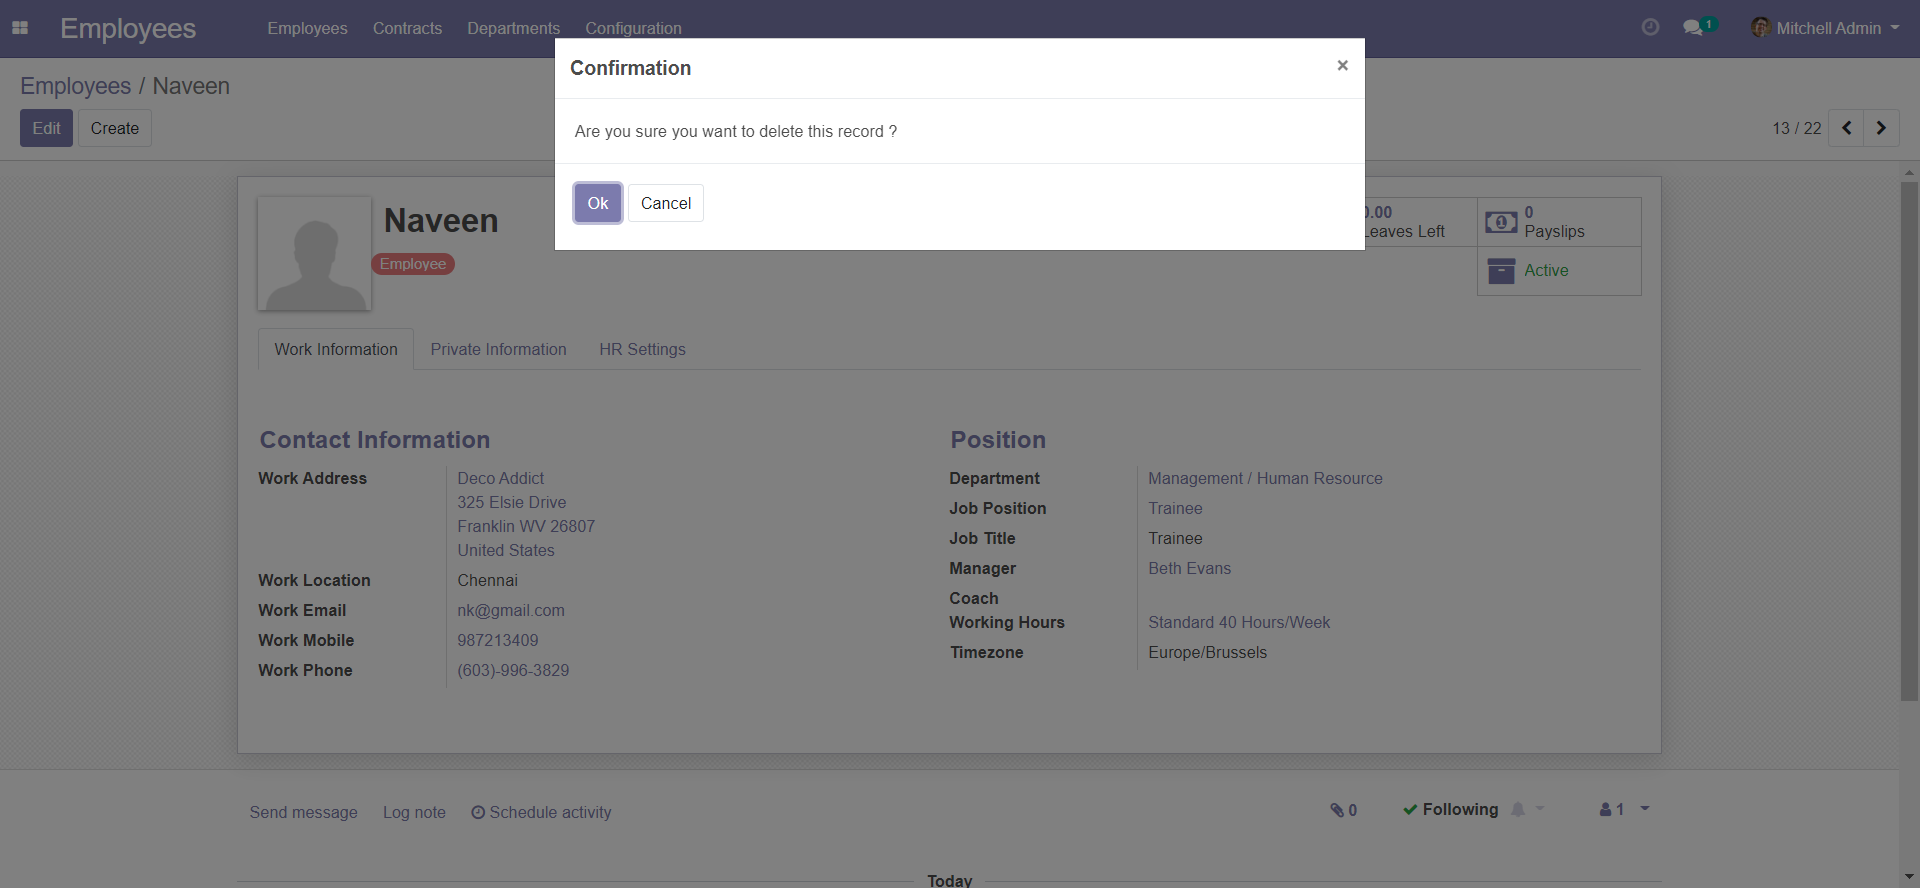 Employees Employees Contracts Departments Configuration 1 Mitchell Admin
Confirmation ×
Employees / Naveen
Edit Create 13 / 22
Are you sure you want to delete this record ?
Ok Cancel
Naveen
Employee
.00
Leaves Left
0
Payslips
Active
Work Information Private Information HR Settings
Contact Information
Work Address Deco Addict
325 Elsie Drive
Franklin WV 26807
United States
Work Location Chennai
Work Email nk@gmail.com
Work Mobile 987213409
Work Phone (603)-996-3829
Position
Department Management / Human Resource
Job Position Trainee
Job Title Trainee
Manager Beth Evans
Coach
Working Hours Standard 40 Hours/Week
Timezone Europe/Brussels
Send message Log note Schedule activity 0 Following 1
Today